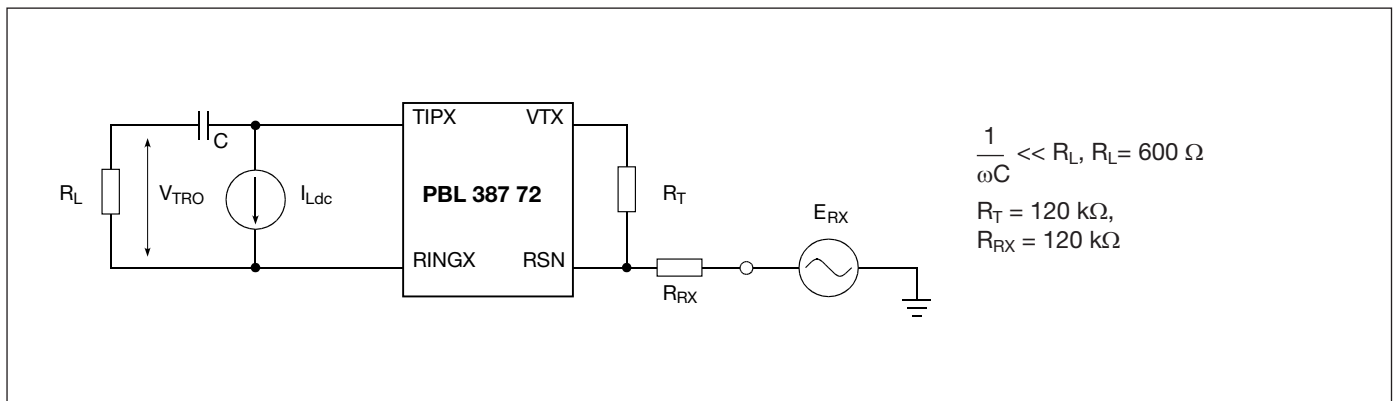 TIPX VTX
C
R_L V_TRO I_Ldc PBL 387 72 R_T
E_RX
RINGX RSN
R_RX
1
ωC << R_L, R_L= 600 Ω
R_T = 120 kΩ,
R_RX = 120 kΩ